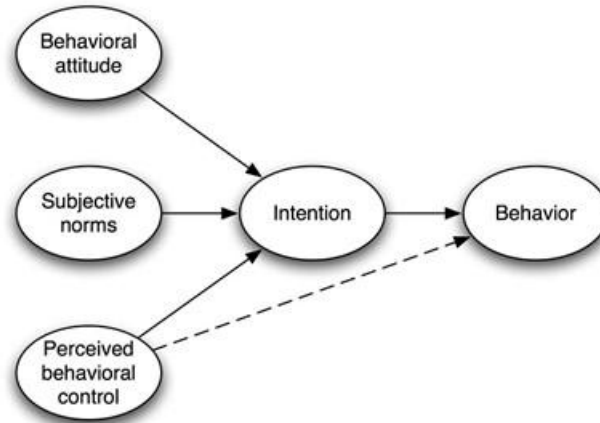 Behavioral
attitude
Subjective
norms
Intention
Behavior
Perceived
behavioral
control